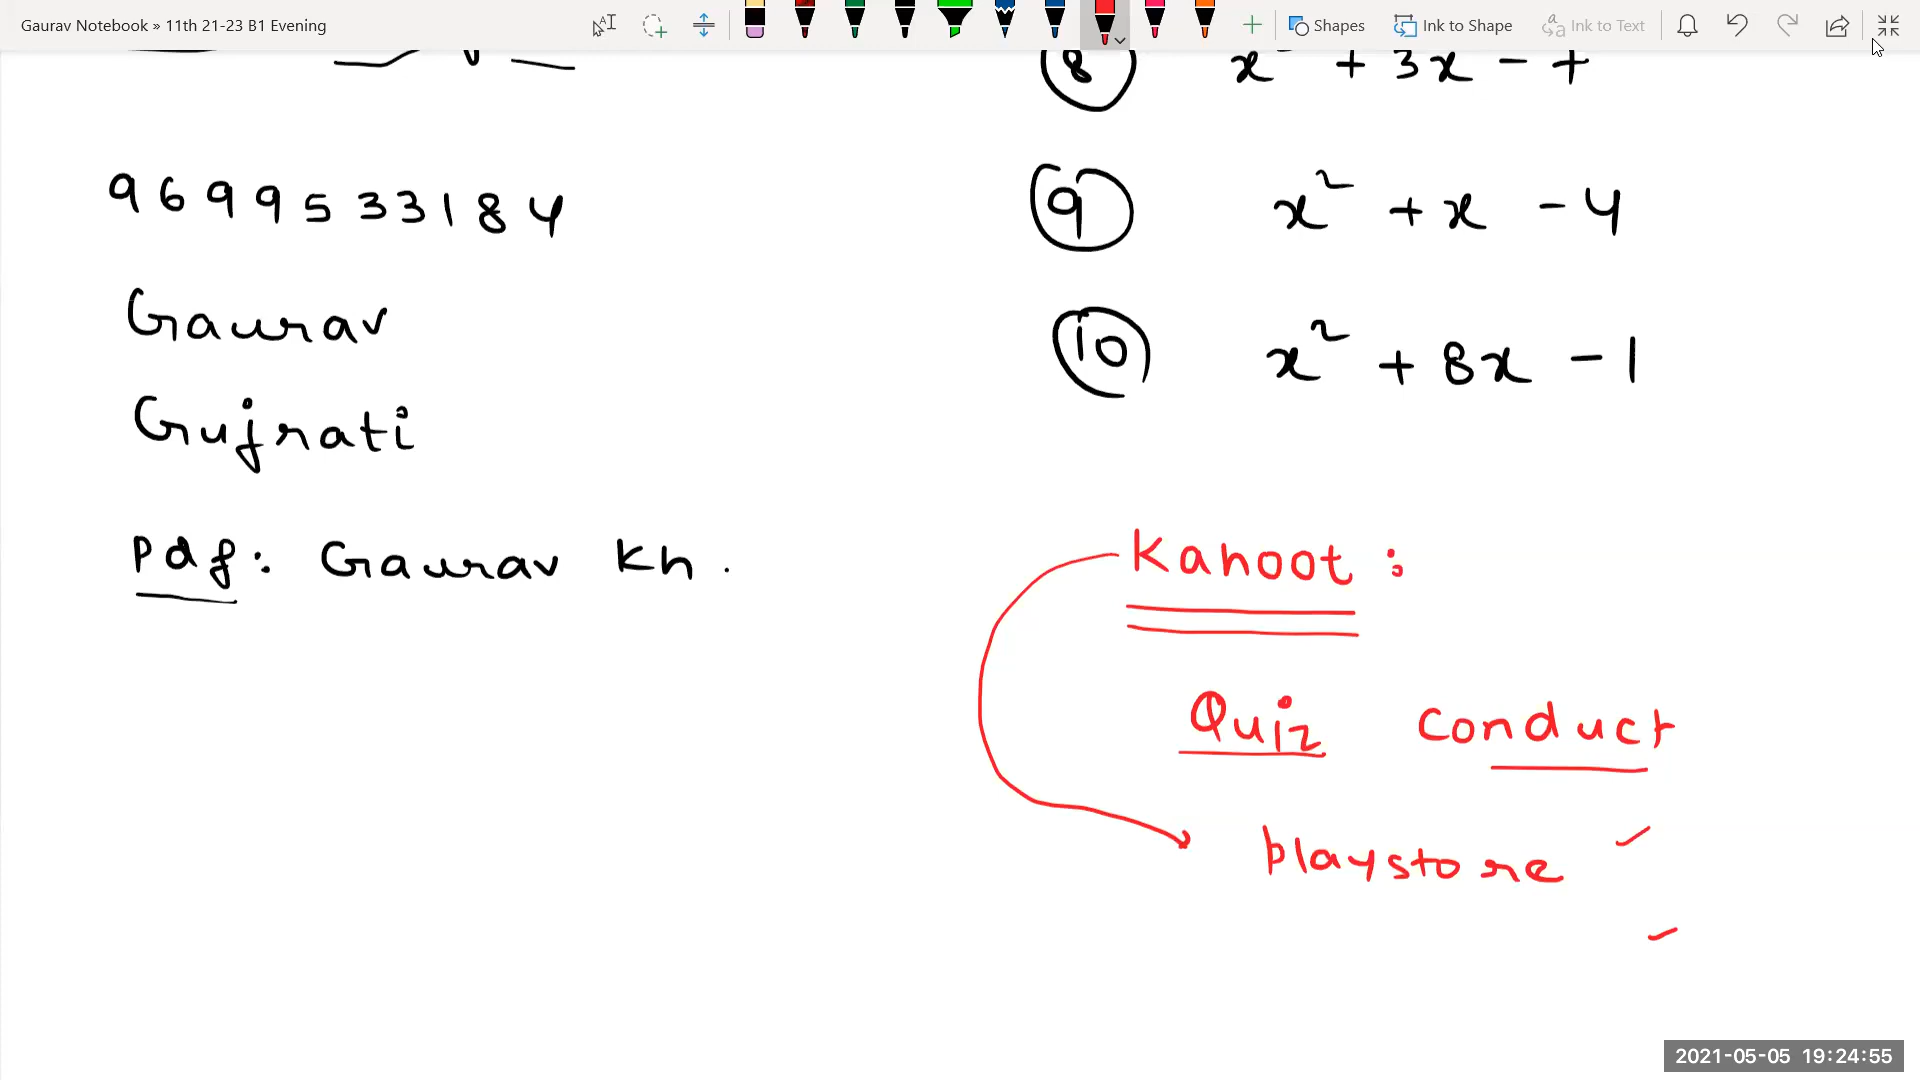 Gaurav Notebook » 11th 21-23 B1 Evening
Shapes
Ink to Shape
Ink to Text
8 x + 3x -
9699533184
9 x² + x - 4
Gaurav
10 x² + 8x - 1
Gujrati
Pdf: Gaurav Kh.
Kahoot :
Quiz Conduct
playstore
2021-05-05 19:24:55